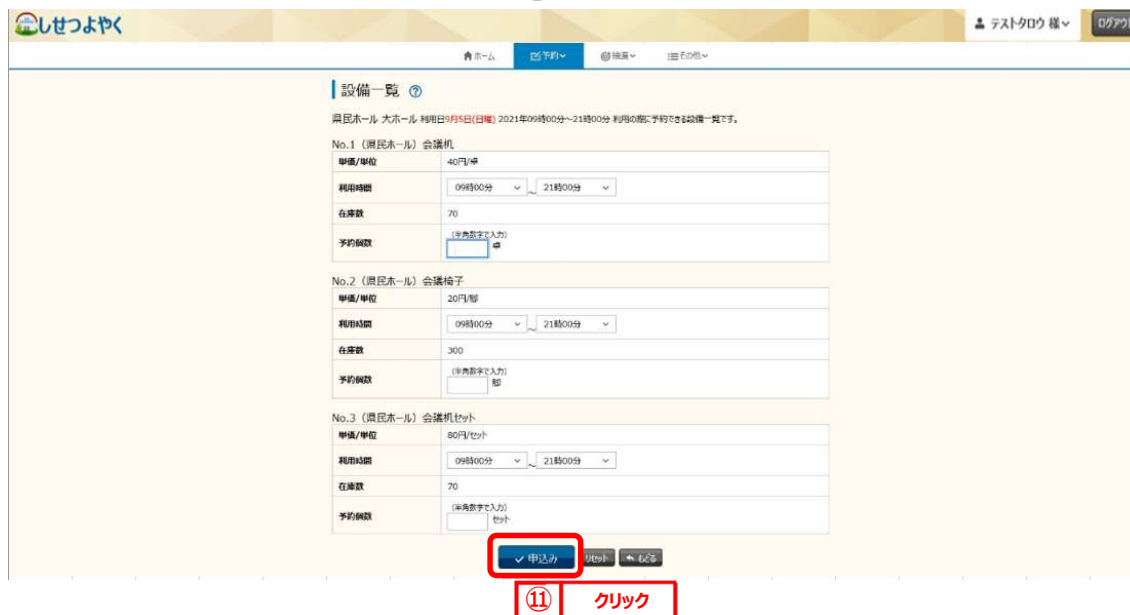 しせつよやく
テストタロウ 様
ログアウト
ホーム 予約 抽選 その他
設備一覧
県民ホール 大ホール 利用日9月5日(日曜) 2021年09時00分~21時00分 利用の際に予約できる設備一覧です。
No.1（県民ホール）会議机
単価/単位 40円/卓
利用時間 09時00分 ~ 21時00分
在庫数 70
（半角数字で入力）
予約個数 卓
No.2（県民ホール）会議椅子
単価/単位 20円/脚
利用時間 09時00分 ~ 21時00分
在庫数 300
（半角数字で入力）
予約個数 脚
No.3（県民ホール）会議机セット
単価/単位 80円/セット
利用時間 09時00分 ~ 21時00分
在庫数 70
（半角数字で入力）
予約個数 セット
申込み リセット もどる
⑪ クリック